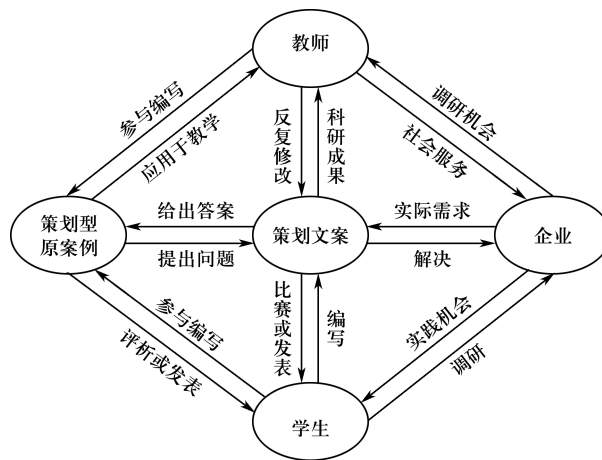 教师
参与编写
应用于教学
反复修改
科研成果
调研机会
社会服务
策划型
原案例
给出答案
提出问题
策划文案
实际需求
解决
企业
参与编写
评析或发表
比赛或发表
编写
实践机会
调研
学生